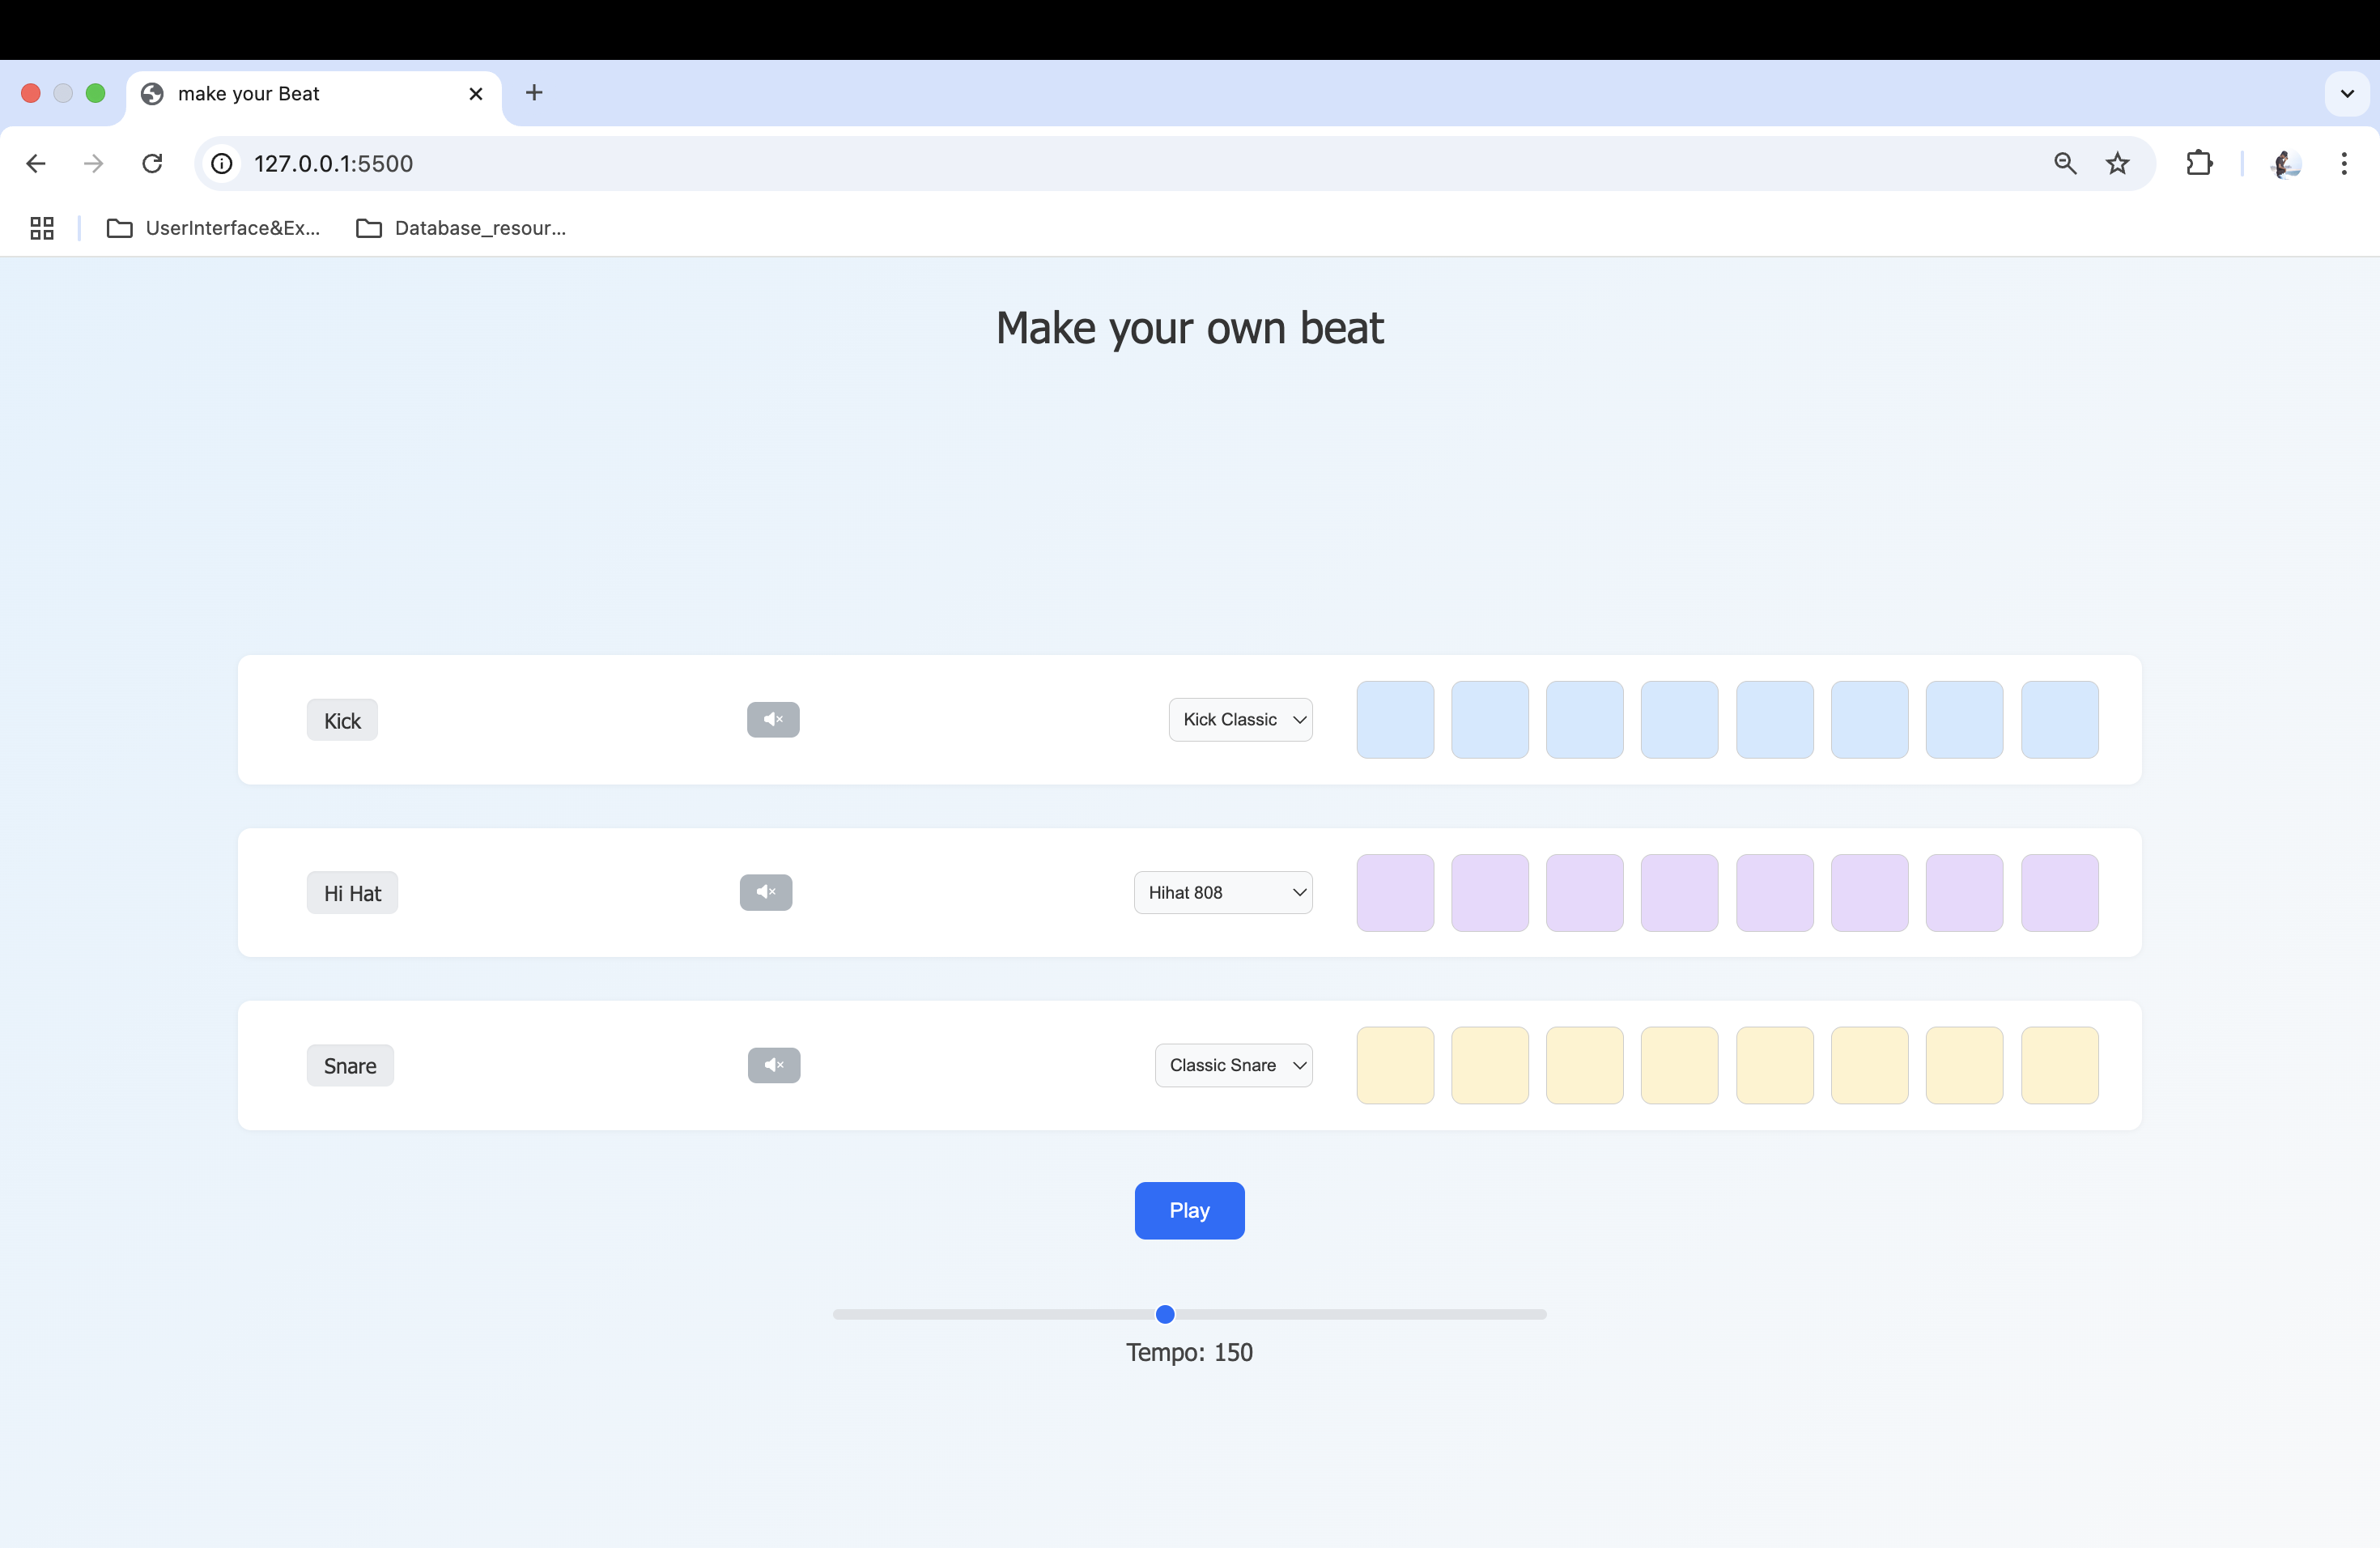 make your Beat
127.0.0.1:5500
UserInterface&Ex...
Database_resour...
Make your own beat
Kick
Kick Classic
Hi Hat
Hihat 808
Snare
Classic Snare
Play
Tempo: 150